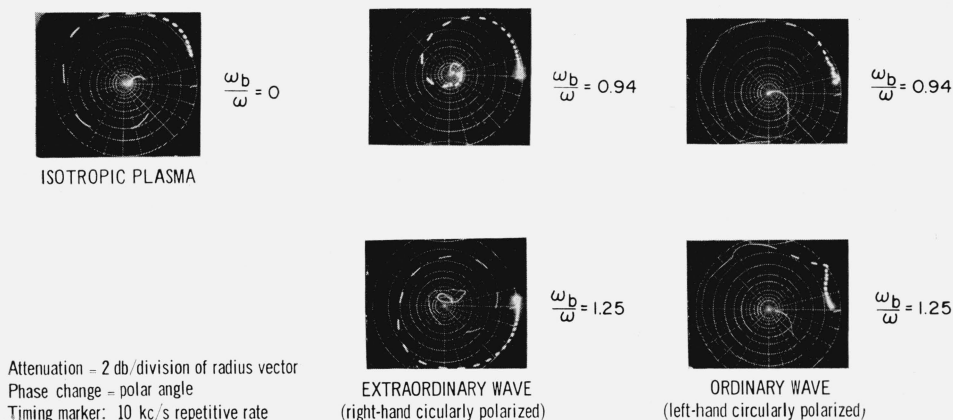 ω_b/ω = 0
ISOTROPIC PLASMA
ω_b/ω = 0.94
ω_b/ω = 0.94
ω_b/ω = 1.25
EXTRAORDINARY WAVE
(right-hand cicularly polarized)
ω_b/ω = 1.25
ORDINARY WAVE
(left-hand circularly polarized)
Attenuation = 2 db/division of radius vector
Phase change = polar angle
Timing marker: 10 kc/s repetitive rate